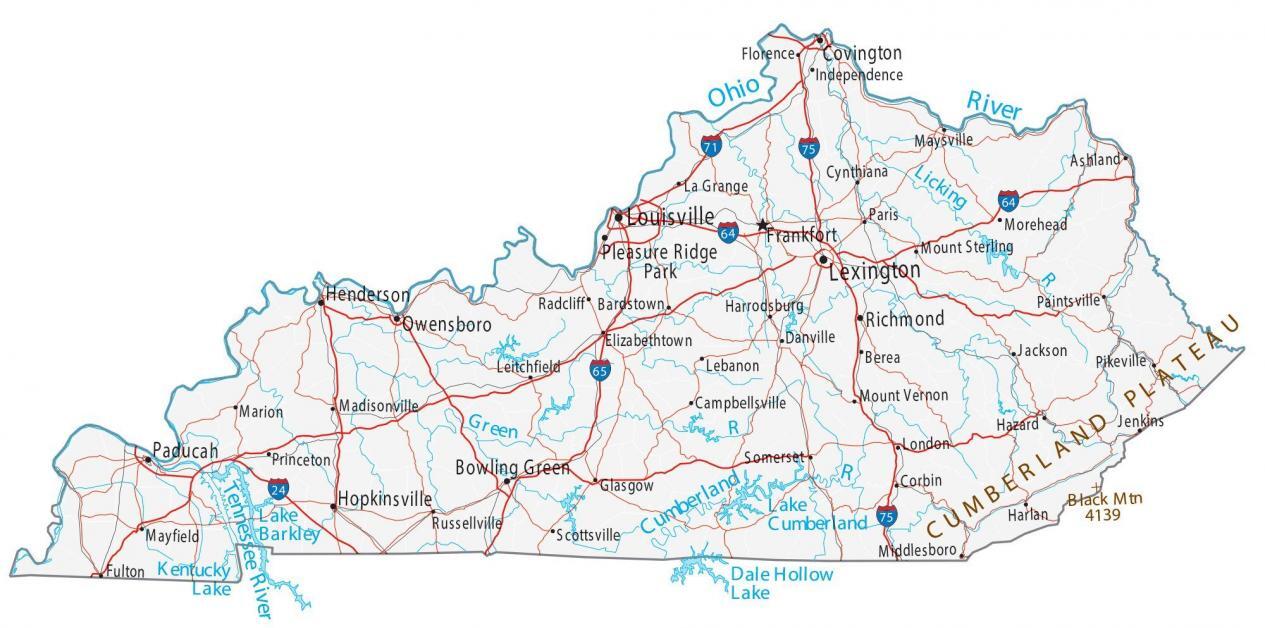 Florence
Covington
Independence
Ohio
River
71
75
Maysville
Ashland
La Grange
Cynthiana
Licking
64
Louisville
64
Frankfort
Paris
Morehead
Pleasure Ridge
Park
Mount Sterling
Lexington
R
Henderson
Radcliff
Bardstown
Harrodsburg
Paintsville
Owensboro
Richmond
Elizabethtown
Danville
Leitchfield
65
Lebanon
Berea
Jackson
Pikeville
CUMBERLAND PLATEAU
Marion
Madisonville
Campbellsville
Mount Vernon
Green
R
Hazard
Jenkins
Paducah
Princeton
London
Bowling Green
Somerset
R
24
Hopkinsville
Glasgow
Cumberland
Corbin
Tennessee River
Lake
Barkley
Russellville
Lake
Cumberland
75
Harlan
Black Mtn
4139
Mayfield
Scottsville
Middlesboro
Fulton
Kentucky
Lake
Dale Hollow
Lake